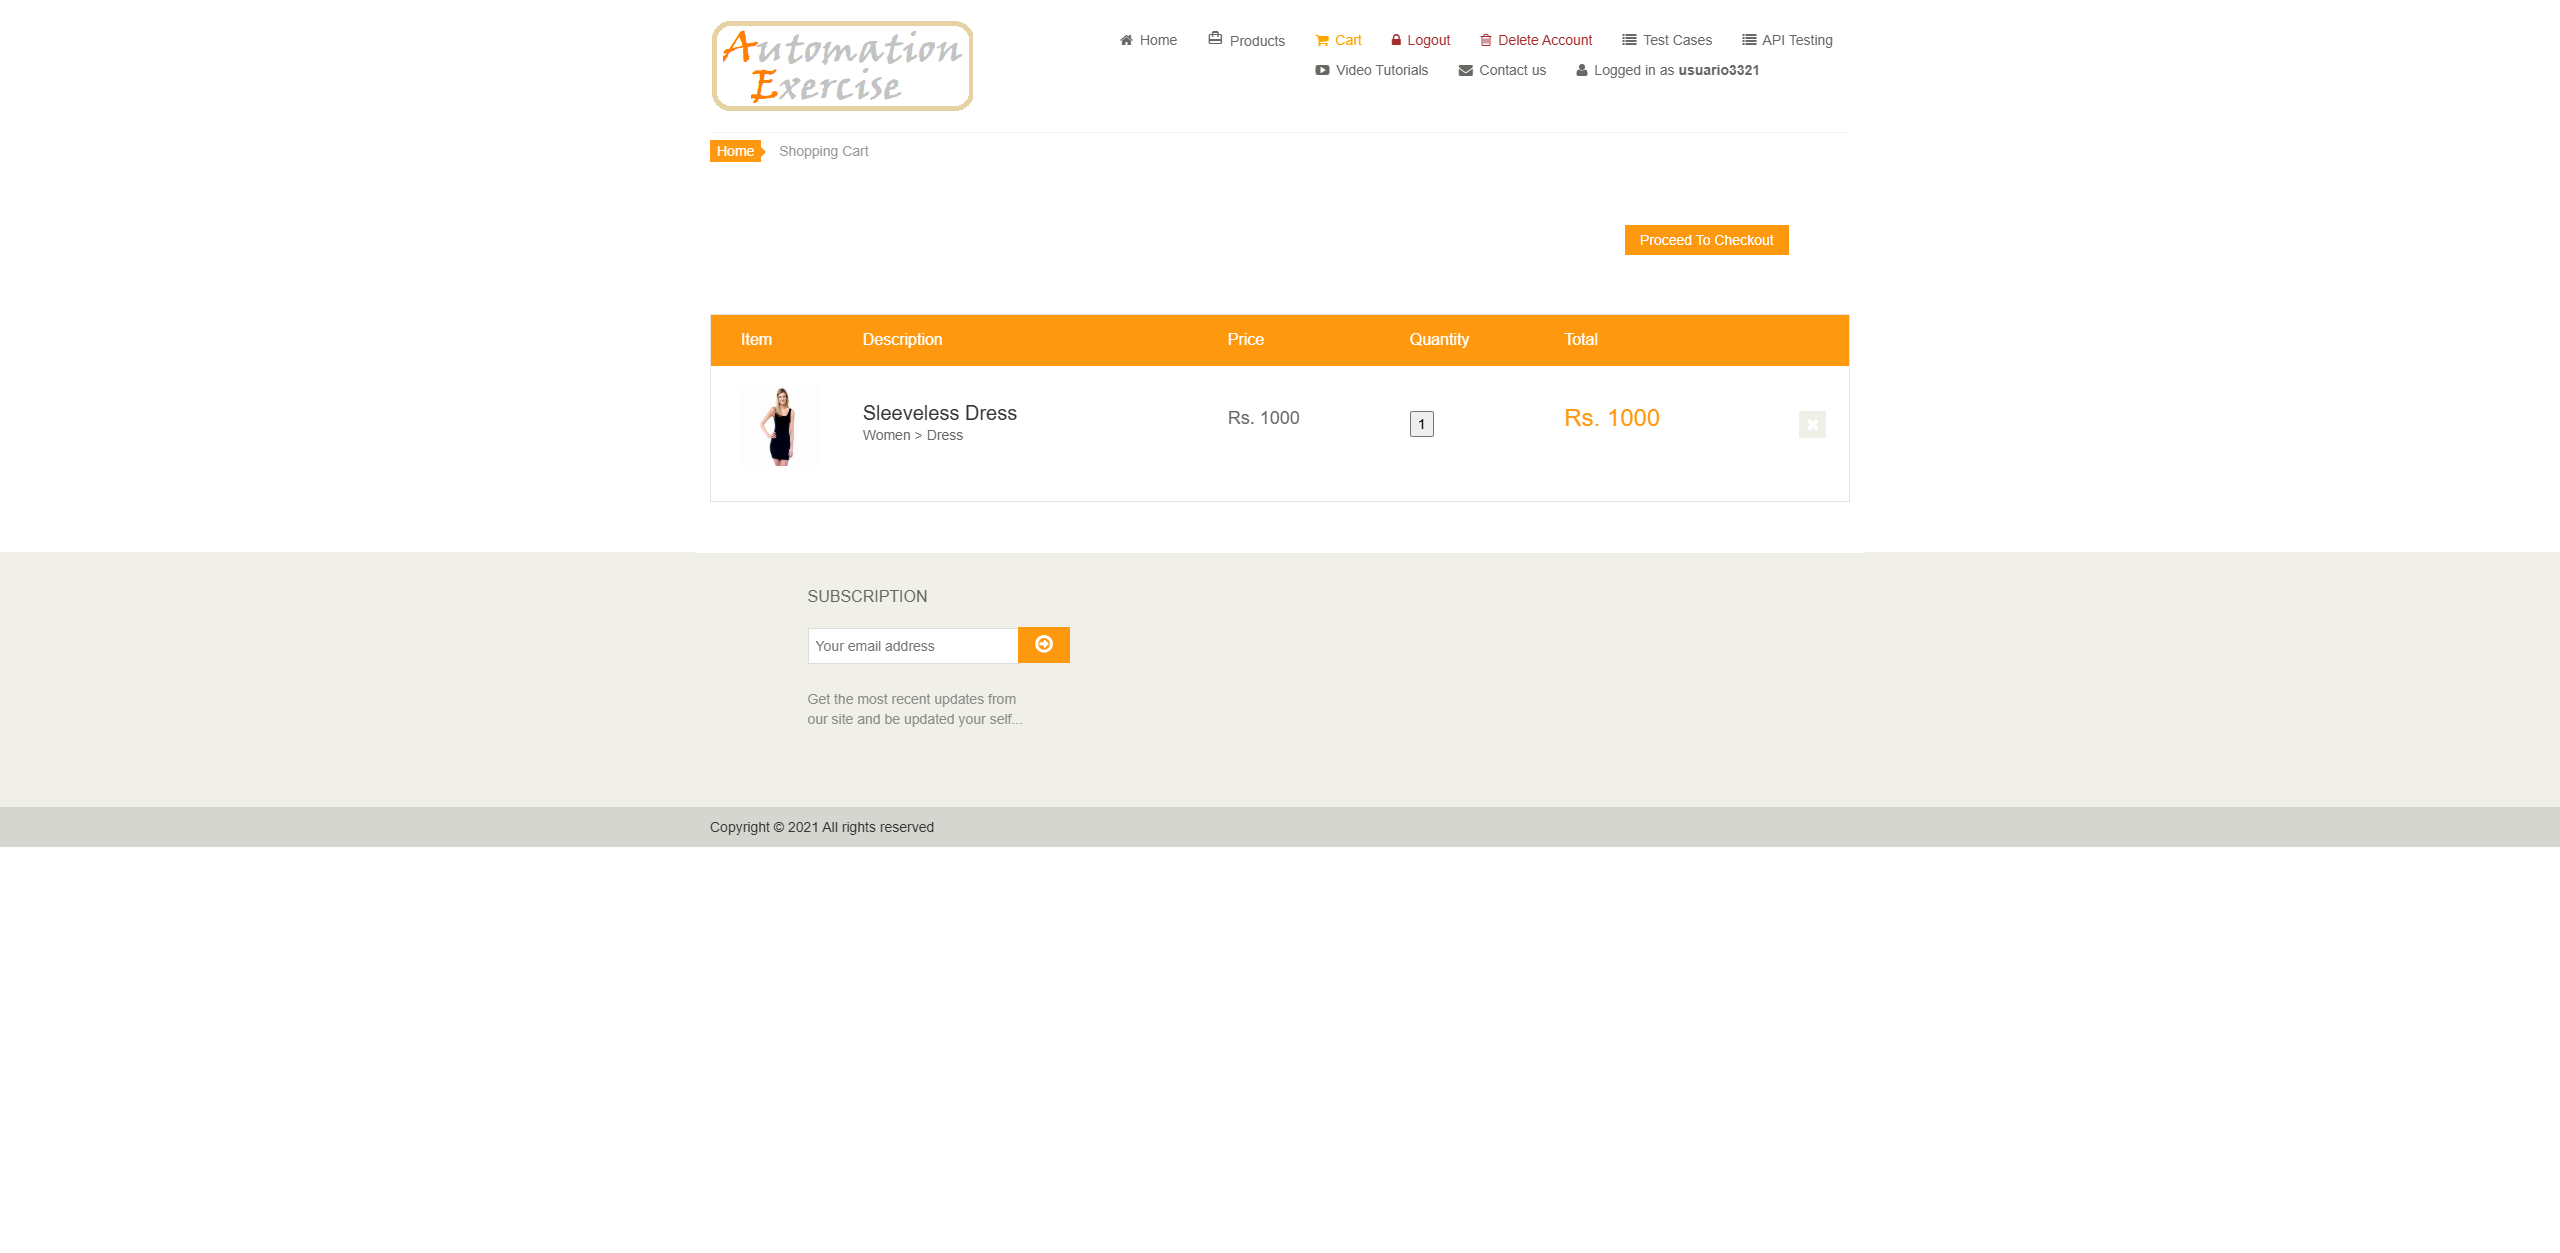 Automation
Exercise
Home Products Cart Logout Delete Account Test Cases API Testing
Video Tutorials Contact us Logged in as usuario3321
Home Shopping Cart
Proceed To Checkout
Item Description Price Quantity Total
Sleeveless Dress Rs. 1000 1 Rs. 1000
Women > Dress
SUBSCRIPTION
Your email address
Get the most recent updates from
our site and be updated your self...
Copyright © 2021 All rights reserved